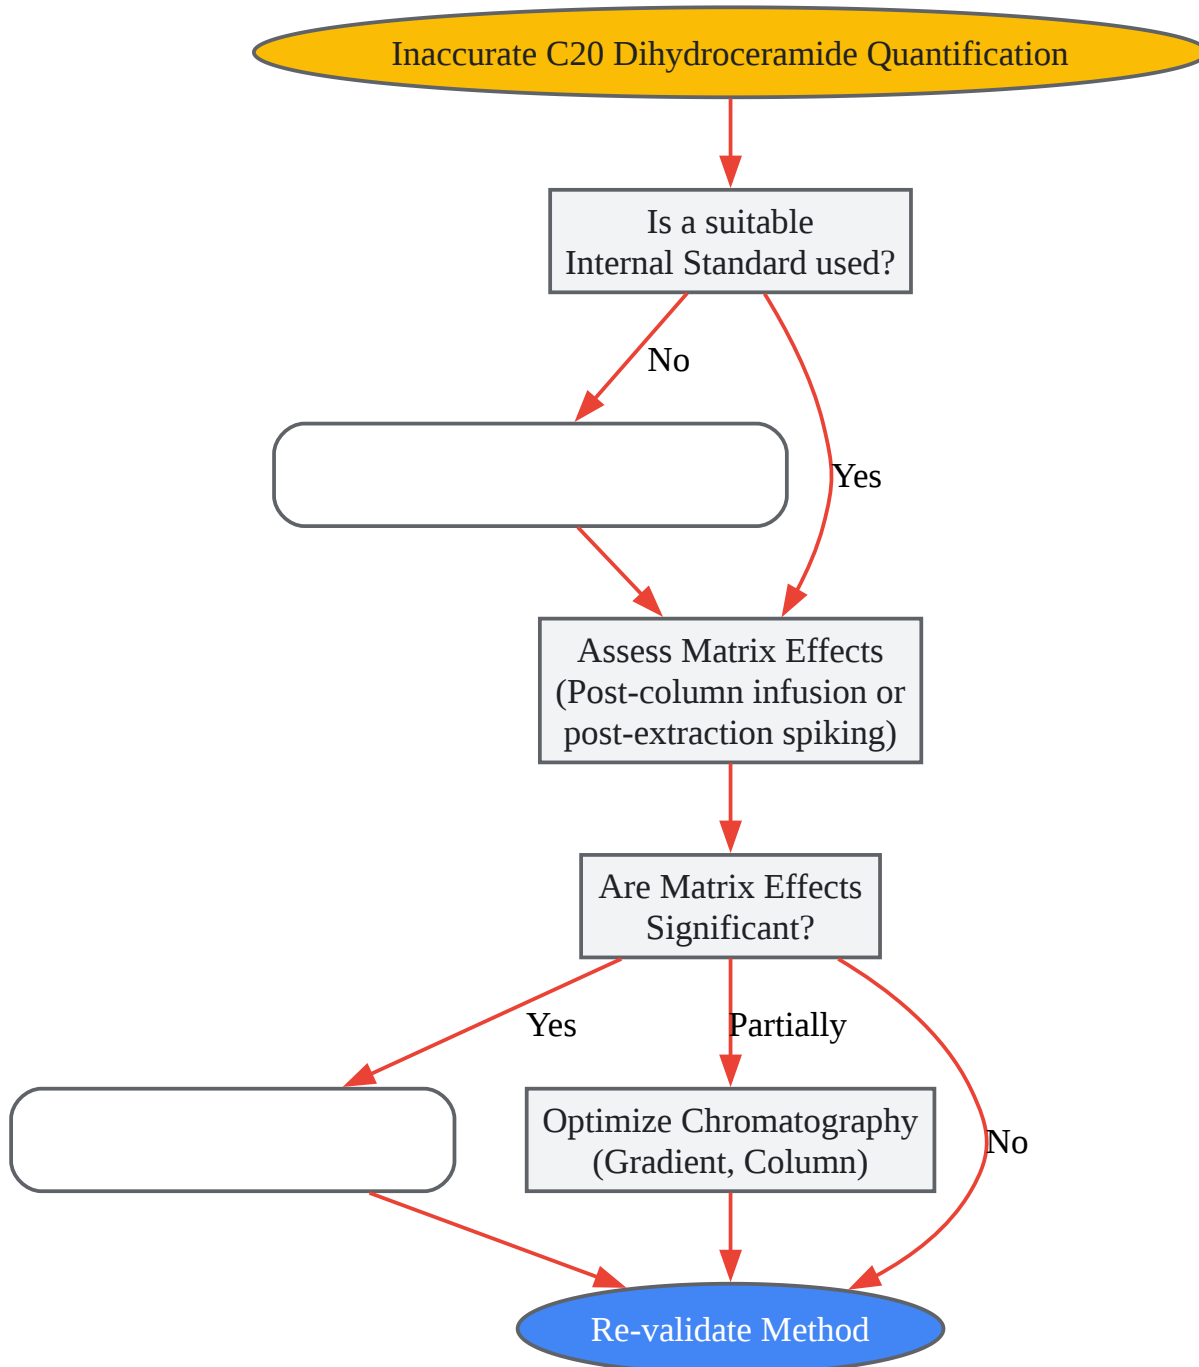 Inaccurate C20 Dihydroceramide Quantification
Is a suitable
Internal Standard used?
No
Yes
Assess Matrix Effects
(Post-column infusion or
post-extraction spiking)
Are Matrix Effects
Significant?
Yes
Partially
No
Optimize Chromatography
(Gradient, Column)
Re-validate Method